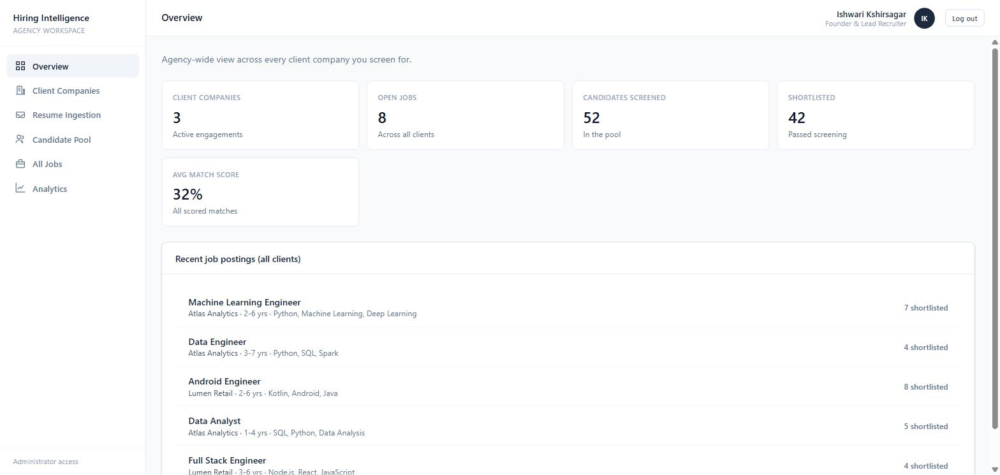 Hiring Intelligence
AGENCY WORKSPACE
Overview
Client Companies
Resume Ingestion
Candidate Pool
All Jobs
Analytics
Administrator access
Overview
Ishwari Kshirsagar
Founder & Lead Recruiter
IK
Log out
Agency-wide view across every client company you screen for.
CLIENT COMPANIES
3
Active engagements
OPEN JOBS
8
Across all clients
CANDIDATES SCREENED
52
In the pool
SHORTLISTED
42
Passed screening
AVG MATCH SCORE
32%
All scored matches
Recent job postings (all clients)
Machine Learning Engineer
Atlas Analytics · 2-6 yrs · Python, Machine Learning, Deep Learning
7 shortlisted
Data Engineer
Atlas Analytics · 3-7 yrs · Python, SQL, Spark
4 shortlisted
Android Engineer
Lumen Retail · 2-6 yrs · Kotlin, Android, Java
8 shortlisted
Data Analyst
Atlas Analytics · 1-4 yrs · SQL, Python, Data Analysis
5 shortlisted
Full Stack Engineer
Lumen Retail · 3-6 yrs · Node.js, React, JavaScript
4 shortlisted